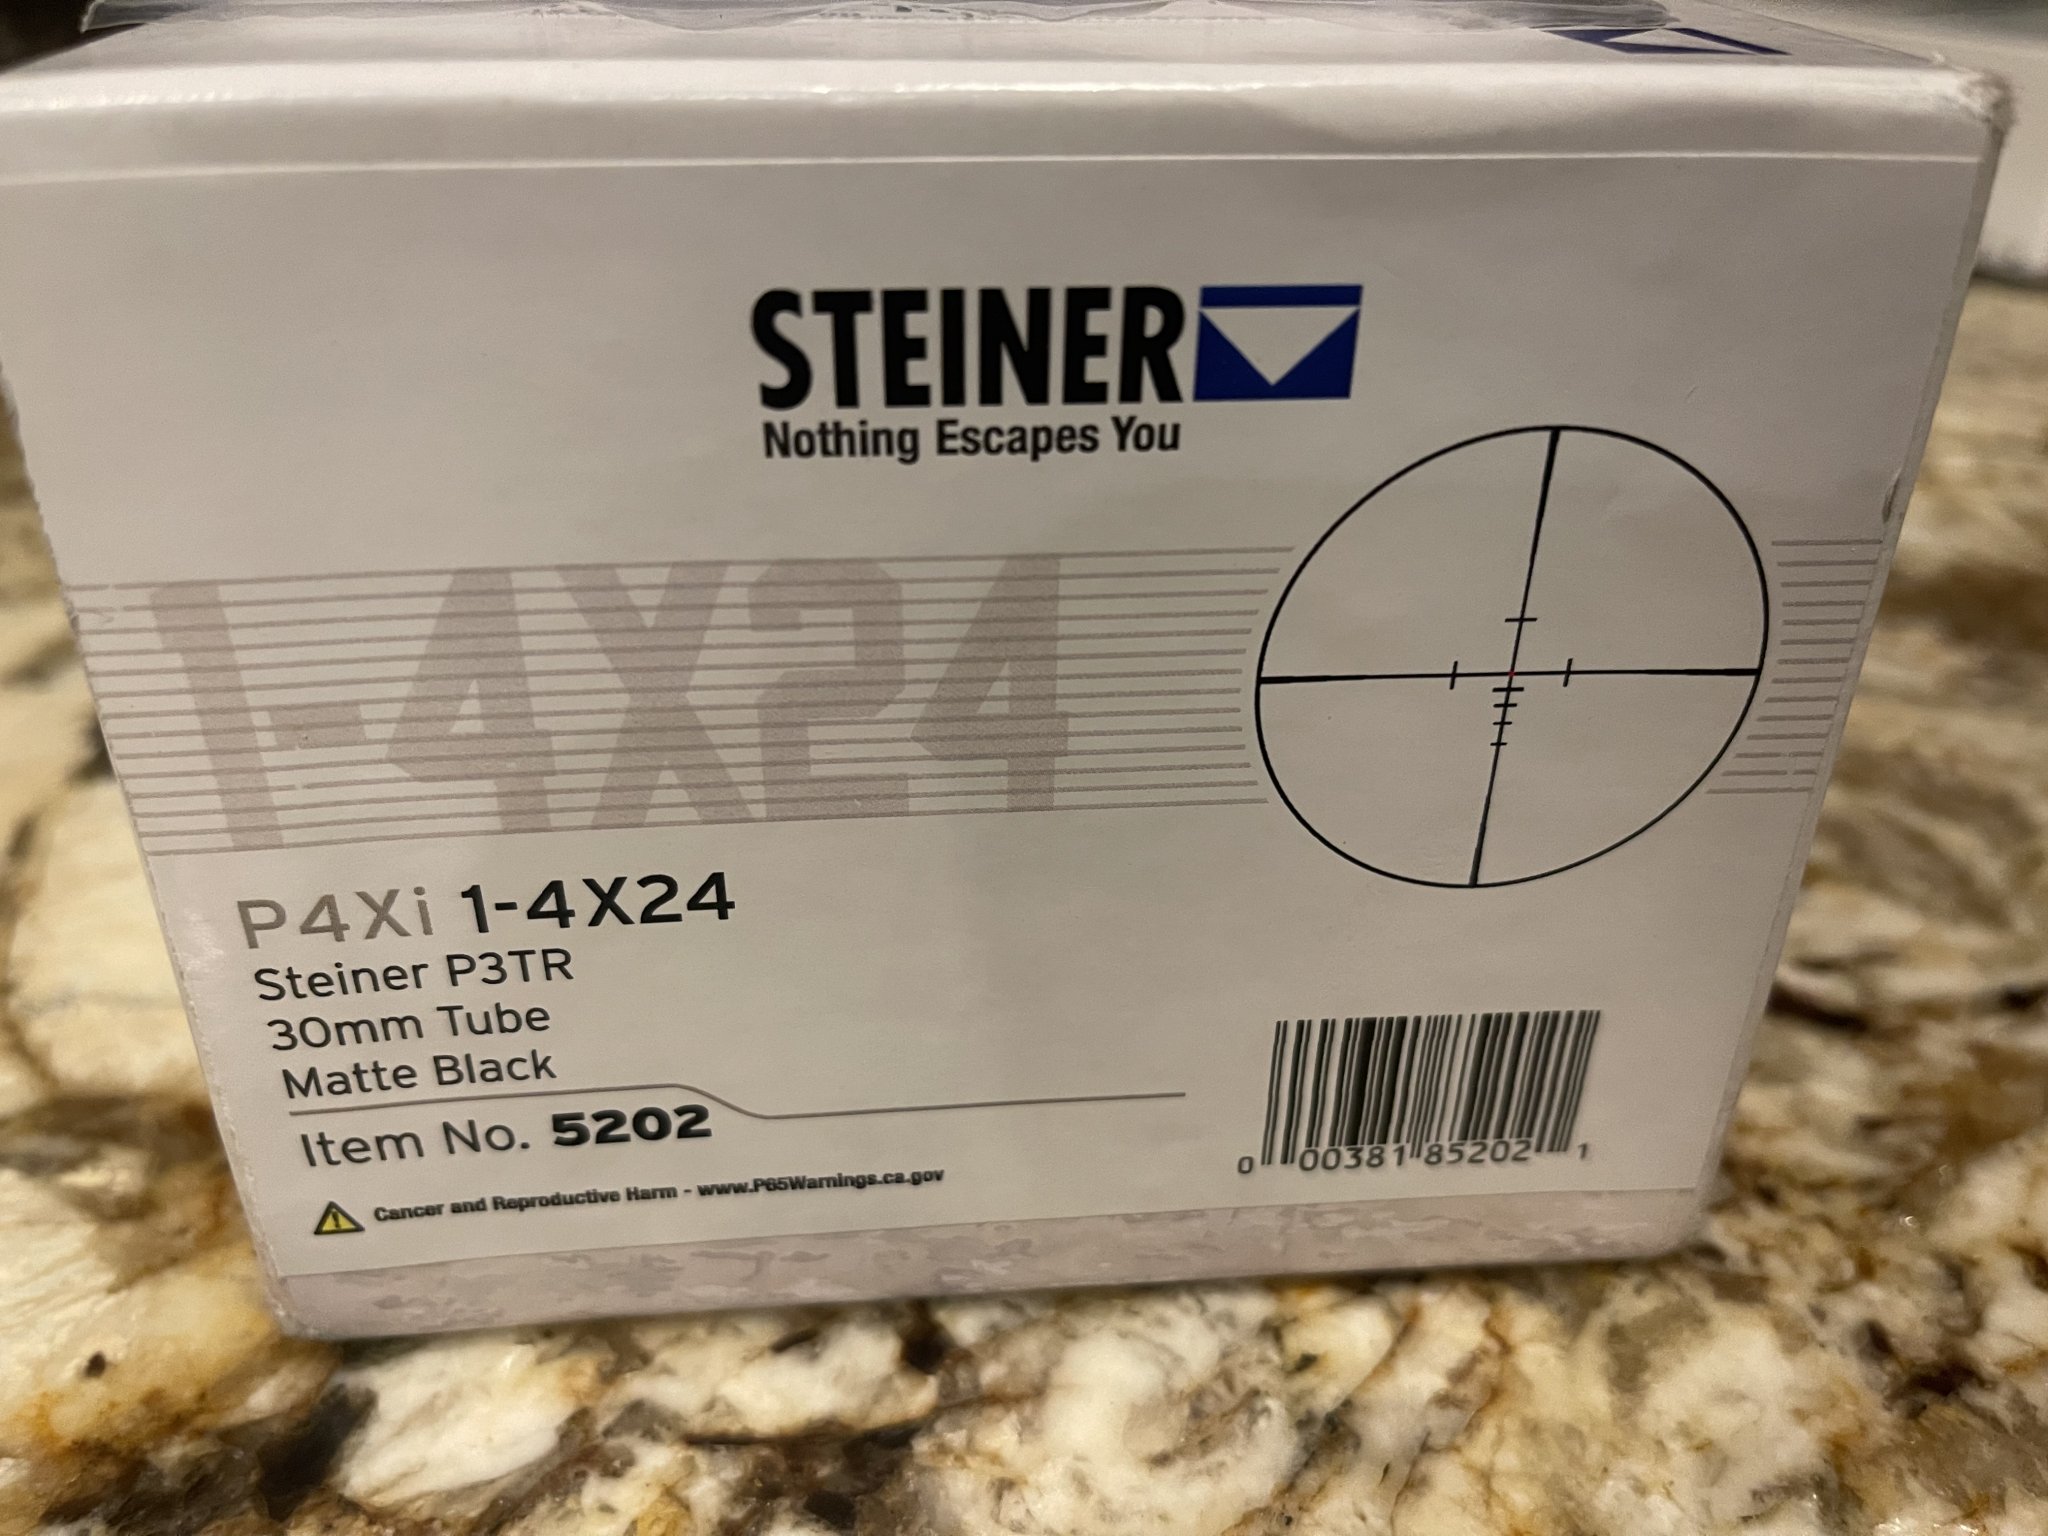 STEINER
Nothing Escapes You
1-4X24
P4Xi 1-4X24
Steiner P3TR
30mm Tube
Matte Black
Item No. 5202
Cancer and Reproductive Harm - www.P65Warnings.ca.gov
0 00381 85202 1